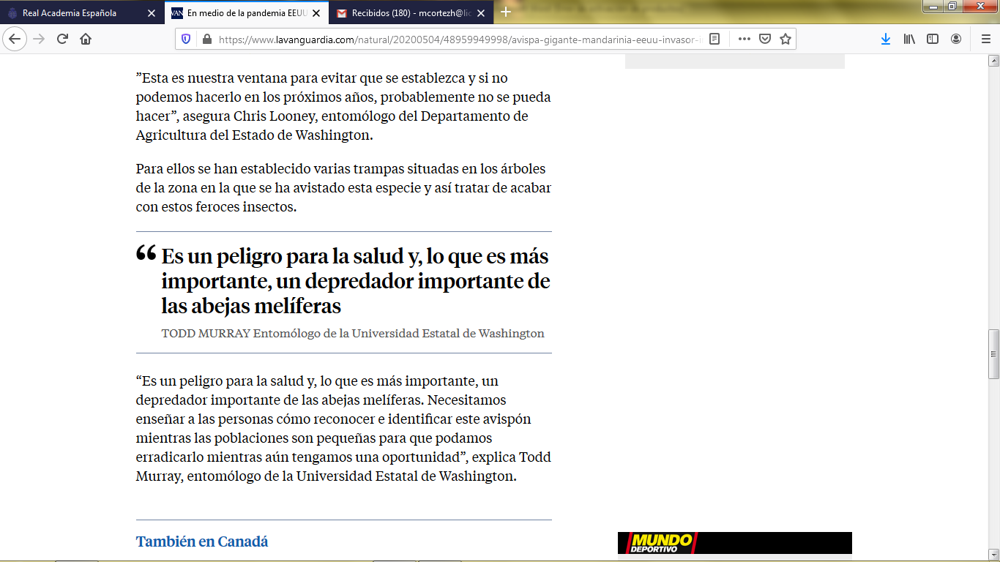 Real Academia Española
VAN En medio de la pandemia EEUU
Recibidos (180) - mcortezh@lic
https://www.lavanguardia.com/natural/20200504/48959949998/avispa-gigante-mandarinia-eeuu-invasor-i
”Esta es nuestra ventana para evitar que se establezca y si no
podemos hacerlo en los próximos años, probablemente no se pueda
hacer”, asegura Chris Looney, entomólogo del Departamento de
Agricultura del Estado de Washington.
Para ellos se han establecido varias trampas situadas en los árboles
de la zona en la que se ha avistado esta especie y así tratar de acabar
con estos feroces insectos.
“ Es un peligro para la salud y, lo que es más
importante, un depredador importante de
las abejas melíferas
TODD MURRAY Entomólogo de la Universidad Estatal de Washington
“Es un peligro para la salud y, lo que es más importante, un
depredador importante de las abejas melíferas. Necesitamos
enseñar a las personas cómo reconocer e identificar este avispón
mientras las poblaciones son pequeñas para que podamos
erradicarlo mientras aún tengamos una oportunidad”, explica Todd
Murray, entomólogo de la Universidad Estatal de Washington.
También en Canadá
MUNDO
DEPORTIVO